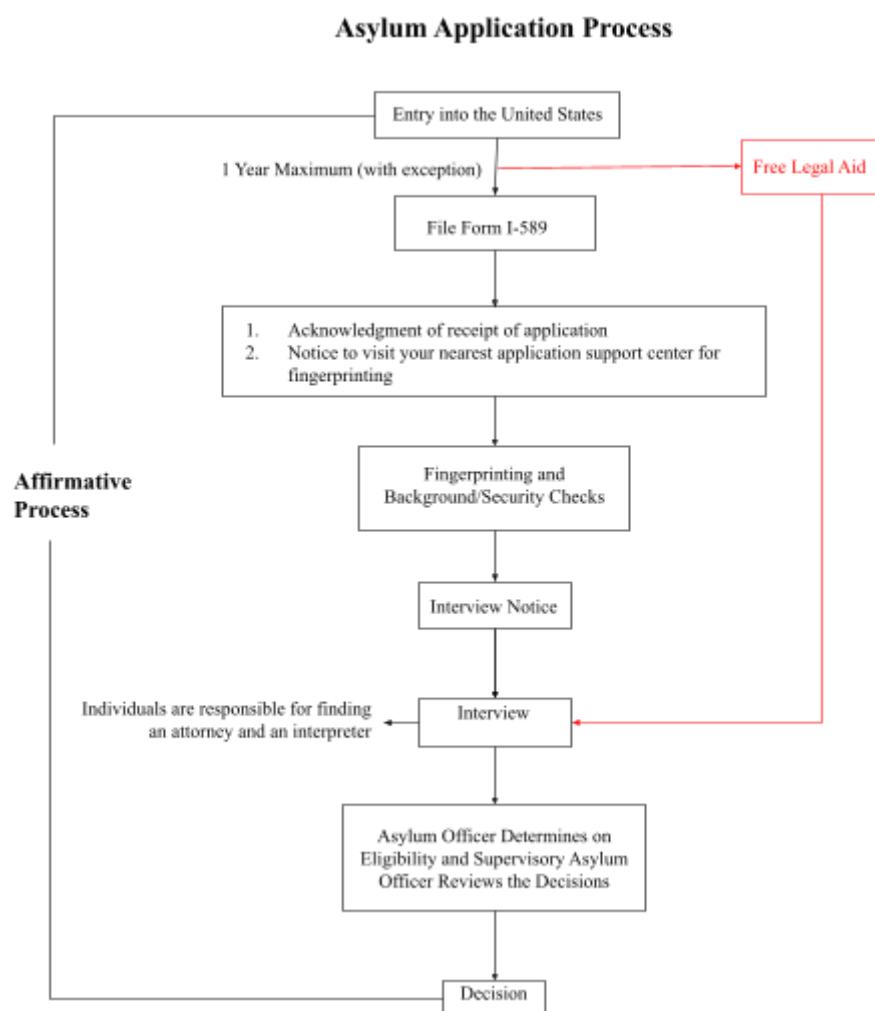 Asylum Application Process
Entry into the United States
1 Year Maximum (with exception)
Free Legal Aid
File Form I-589
1. Acknowledgment of receipt of application
2. Notice to visit your nearest application support center for
fingerprinting
Affirmative
Process
Fingerprinting and
Background/Security Checks
Interview Notice
Individuals are responsible for finding
an attorney and an interpreter
Interview
Asylum Officer Determines on
Eligibility and Supervisory Asylum
Officer Reviews the Decisions
Decision